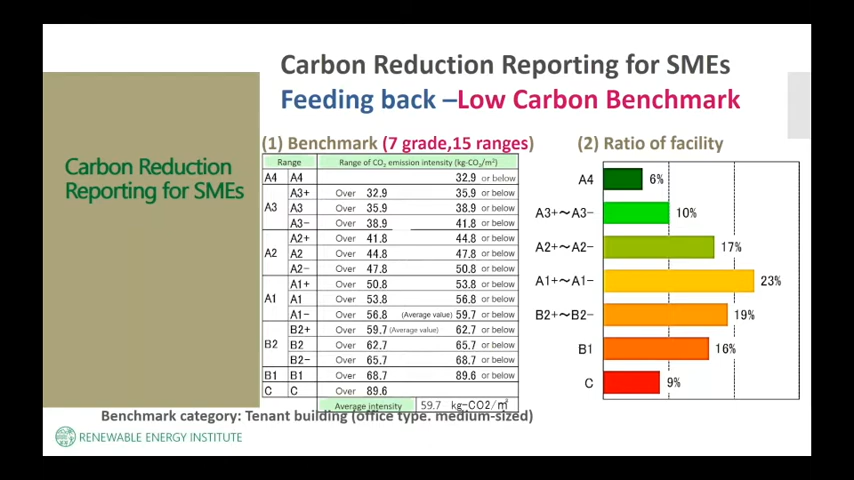 Carbon Reduction Reporting for SMEs
Feeding back –Low Carbon Benchmark
Carbon Reduction
Reporting for SMEs
(1) Benchmark (7 grade,15 ranges)
Range Range of CO₂ emission intensity (kg-CO₂/m²)
A4 A4 32.9 or below
A3 A3+ Over 32.9 35.9 or below
A3 Over 35.9 38.9 or below
A3− Over 38.9 41.8 or below
A2 A2+ Over 41.8 44.8 or below
A2 Over 44.8 47.8 or below
A2− Over 47.8 50.8 or below
A1 A1+ Over 50.8 53.8 or below
A1 Over 53.8 56.8 or below
A1− Over 56.8 (Average value) 59.7 or below
B2 B2+ Over 59.7 (Average value) 62.7 or below
B2 Over 62.7 65.7 or below
B2− Over 65.7 68.7 or below
B1 B1 Over 68.7 89.6 or below
C C Over 89.6
Average intensity 59.7 kg-CO2/㎡
(2) Ratio of facility
A4 6%
A3+～A3− 10%
A2+～A2− 17%
A1+～A1− 23%
B2+～B2− 19%
B1 16%
C 9%
Benchmark category: Tenant building (office type. medium-sized)
RENEWABLE ENERGY INSTITUTE